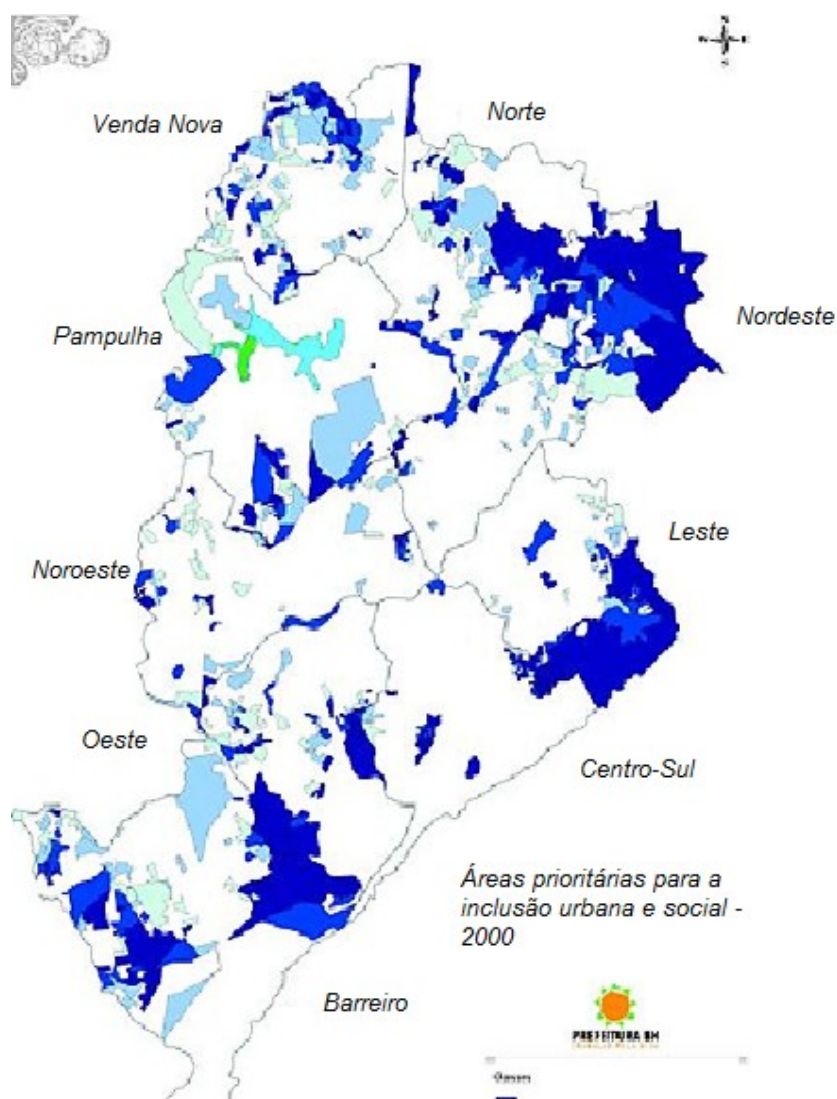 Norte
Venda Nova
Nordeste
Pampulha
Leste
Noroeste
Oeste
Centro-Sul
Áreas prioritárias para a
inclusão urbana e social -
2000
Barreiro
PREFEITURA BH